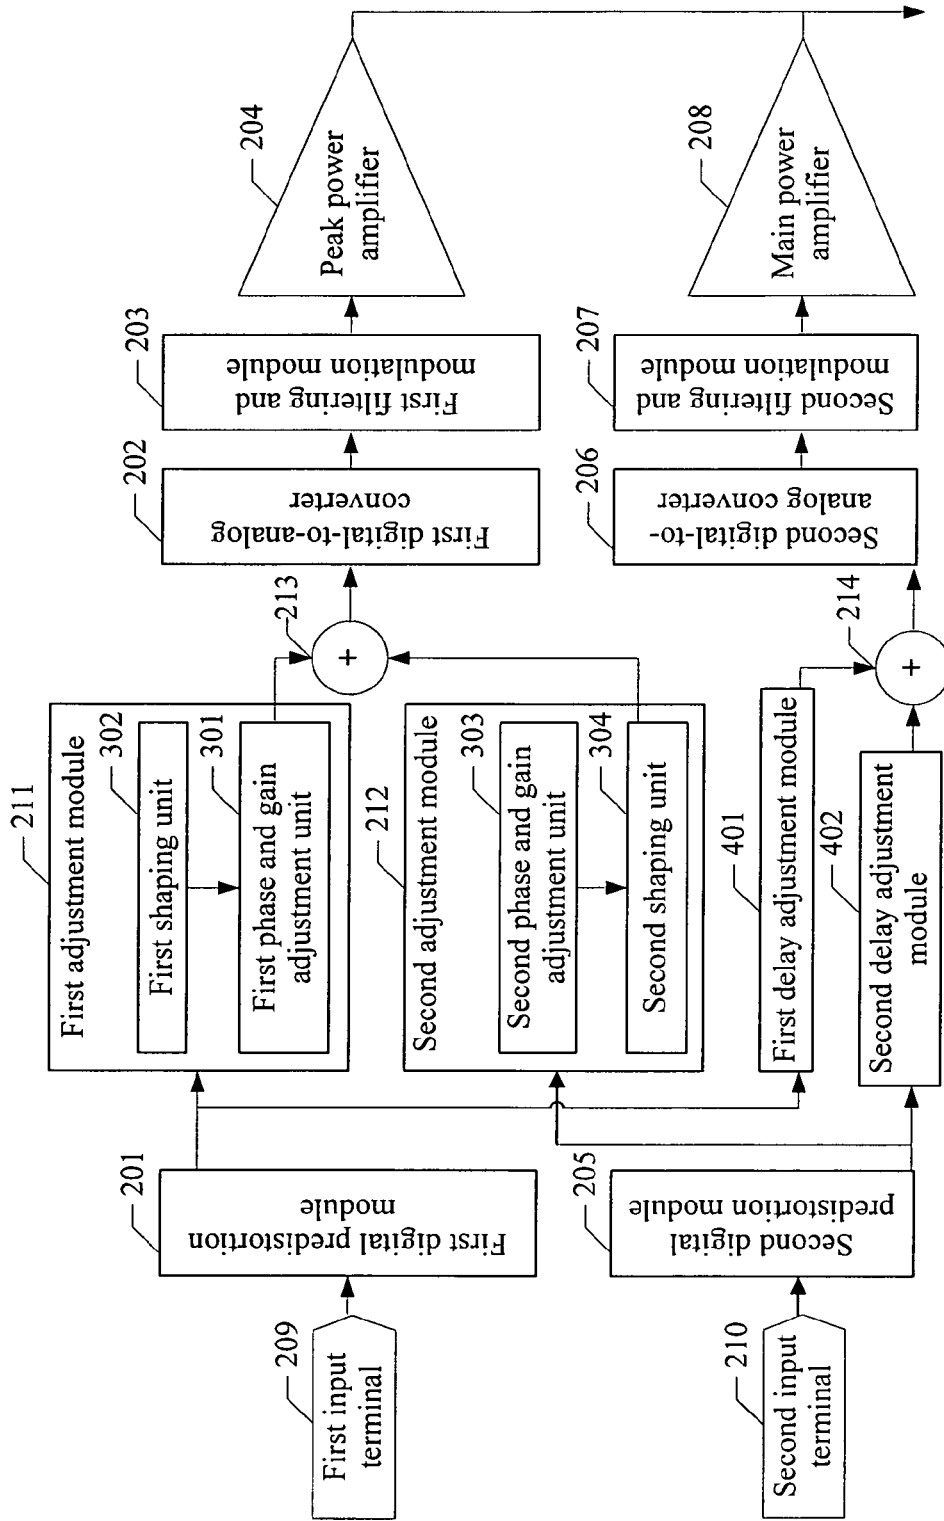 209
First input
terminal
201
First digital predistortion
module
211
First adjustment module
302
First shaping unit
301
First phase and gain
adjustment unit
213
+
202
First digital-to-analog
converter
203
First filtering and
modulation module
204
Peak power
amplifier
212
Second adjustment module
303
Second phase and gain
adjustment unit
304
Second shaping unit
210
Second input
terminal
205
Second digital
predistortion module
401
First delay adjustment module
402
Second delay adjustment
module
214
+
206
Second digital-to-
analog converter
207
Second filtering and
modulation module
208
Main power
amplifier